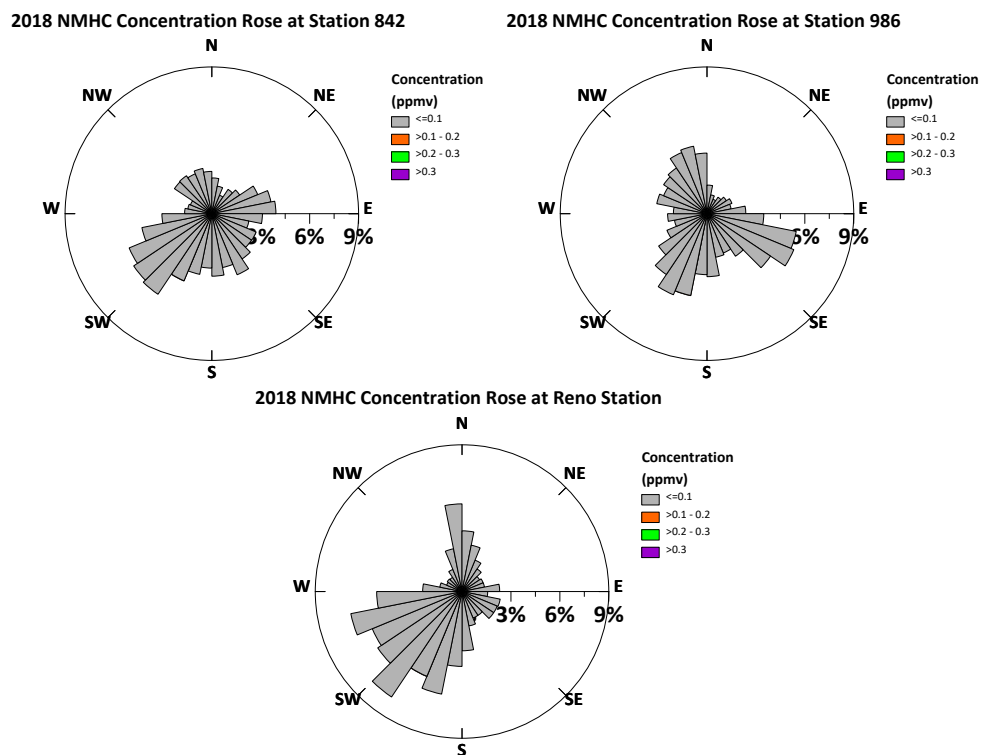 2018 NMHC Concentration Rose at Station 842
N
NE
E
SE
S
SW
W
NW
3% 6% 9%
Concentration
(ppmv)
<=0.1
>0.1 - 0.2
>0.2 - 0.3
>0.3
2018 NMHC Concentration Rose at Station 986
N
NE
E
SE
S
SW
W
NW
6% 9%
Concentration
(ppmv)
<=0.1
>0.1 - 0.2
>0.2 - 0.3
>0.3
2018 NMHC Concentration Rose at Reno Station
N
NE
E
SE
S
SW
W
NW
3% 6% 9%
Concentration
(ppmv)
<=0.1
>0.1 - 0.2
>0.2 - 0.3
>0.3